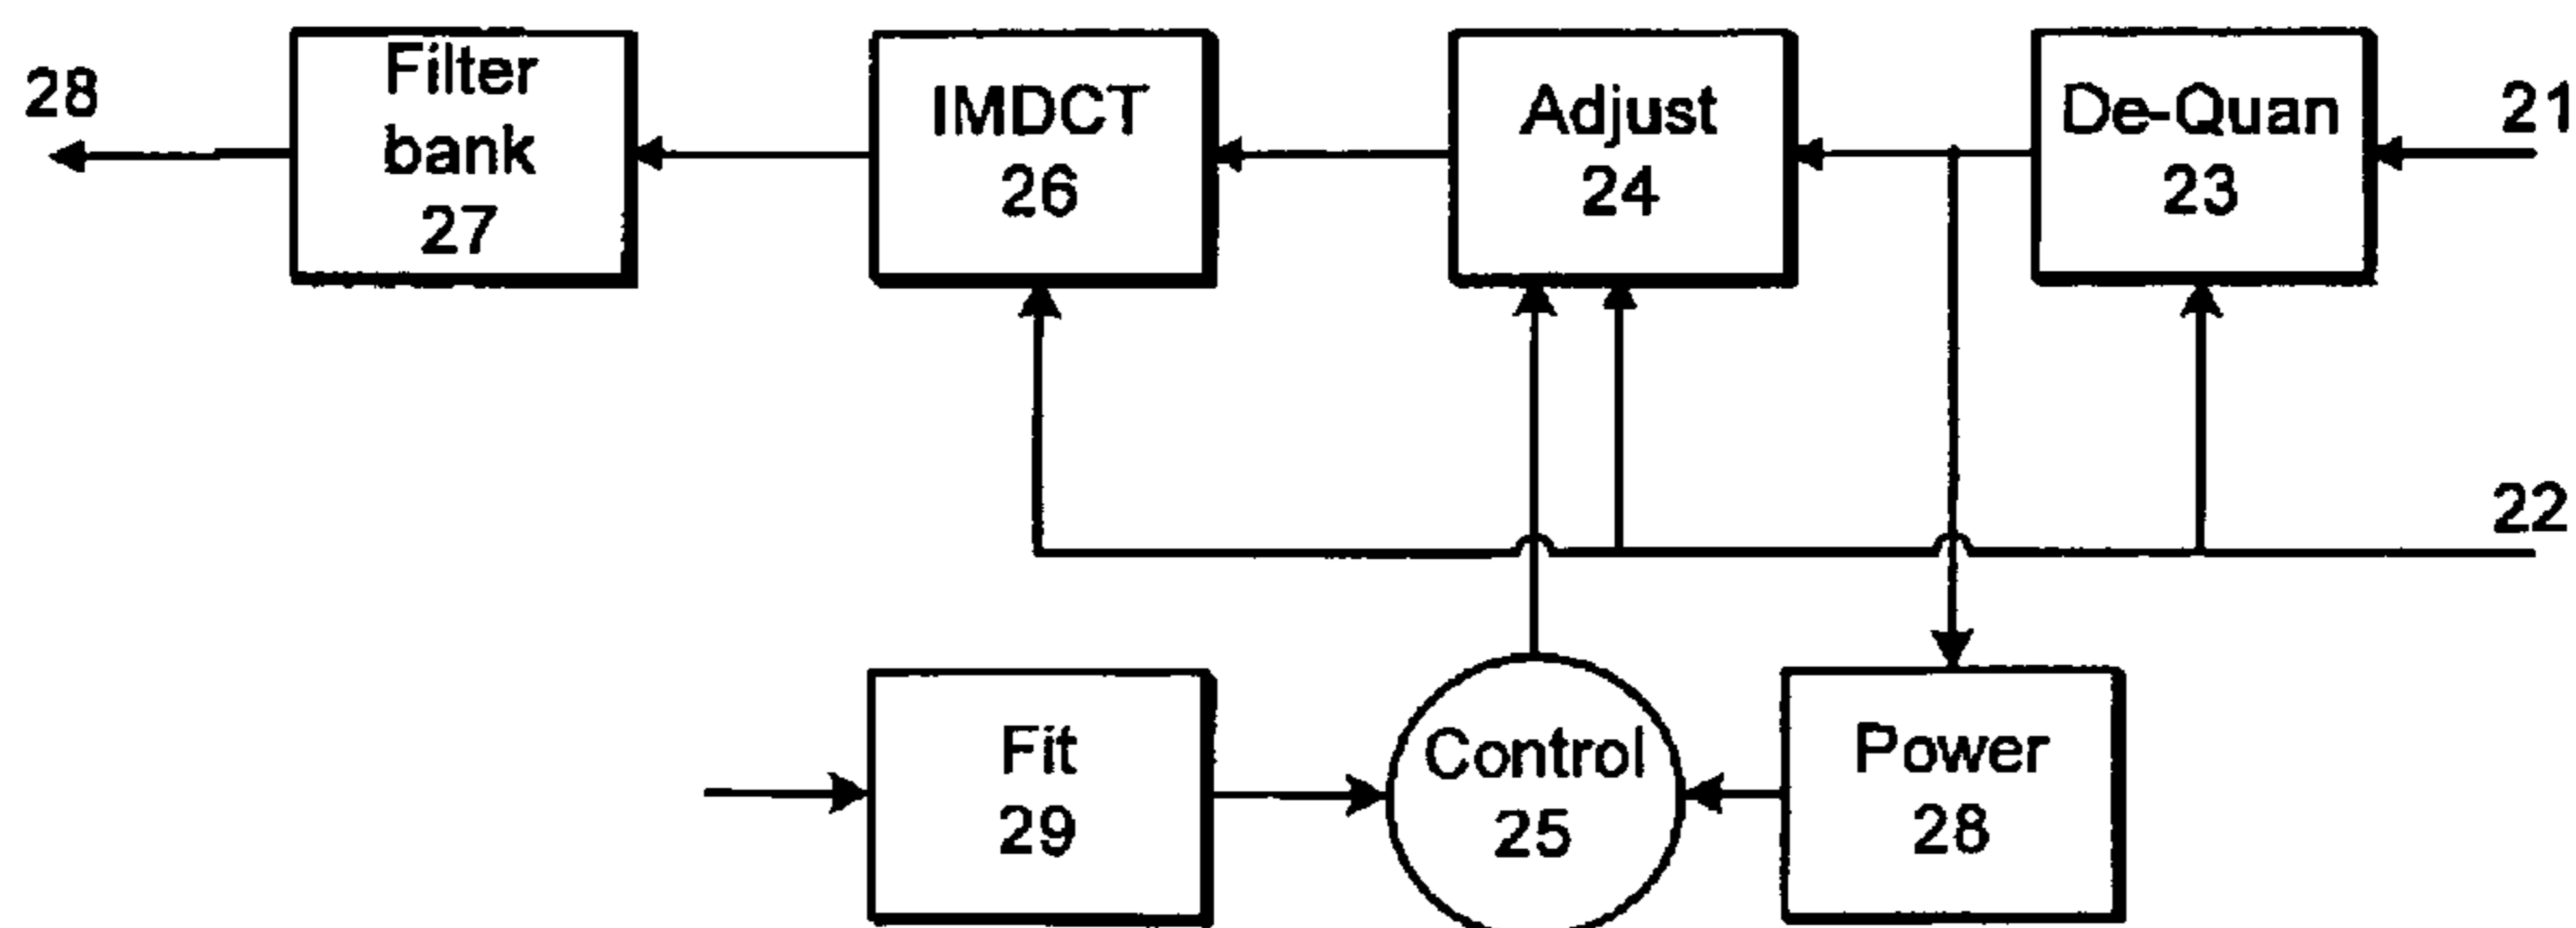 28
Filter
bank
27
IMDCT
26
Adjust
24
De-Quan
23
21
22
Fit
29
Control
25
Power
28